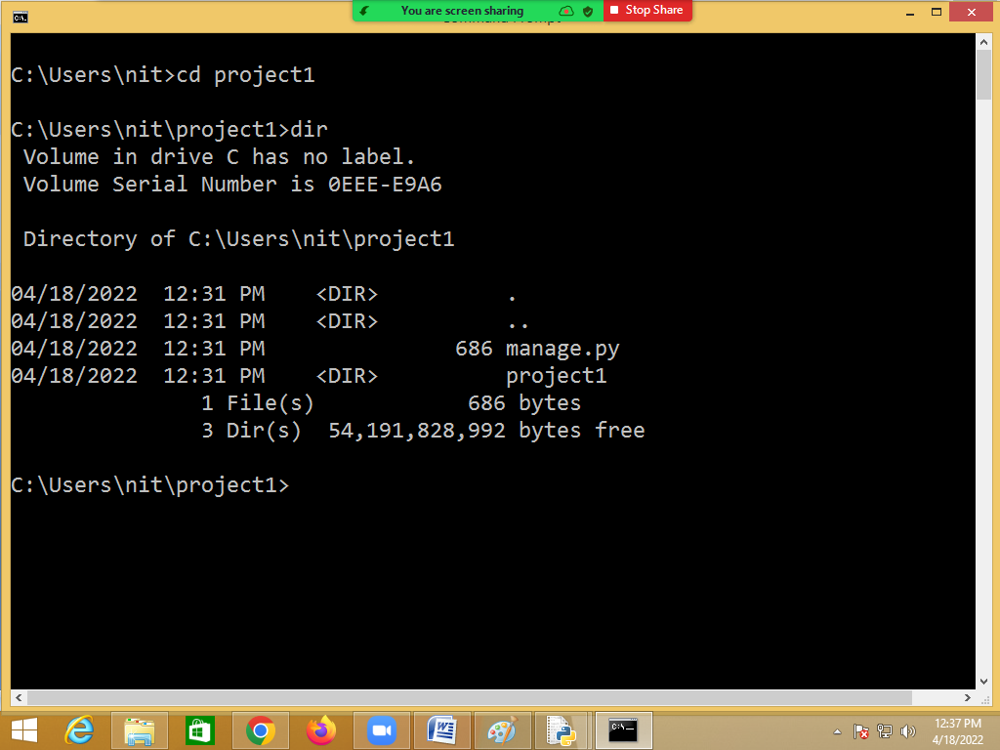 You are screen sharing
Stop Share
C:\Users\nit>cd project1
C:\Users\nit\project1>dir
Volume in drive C has no label.
Volume Serial Number is 0EEE-E9A6
Directory of C:\Users\nit\project1
04/18/2022 12:31 PM <DIR> .
04/18/2022 12:31 PM <DIR> ..
04/18/2022 12:31 PM 686 manage.py
04/18/2022 12:31 PM <DIR> project1
1 File(s) 686 bytes
3 Dir(s) 54,191,828,992 bytes free
C:\Users\nit\project1>
12:37 PM
4/18/2022